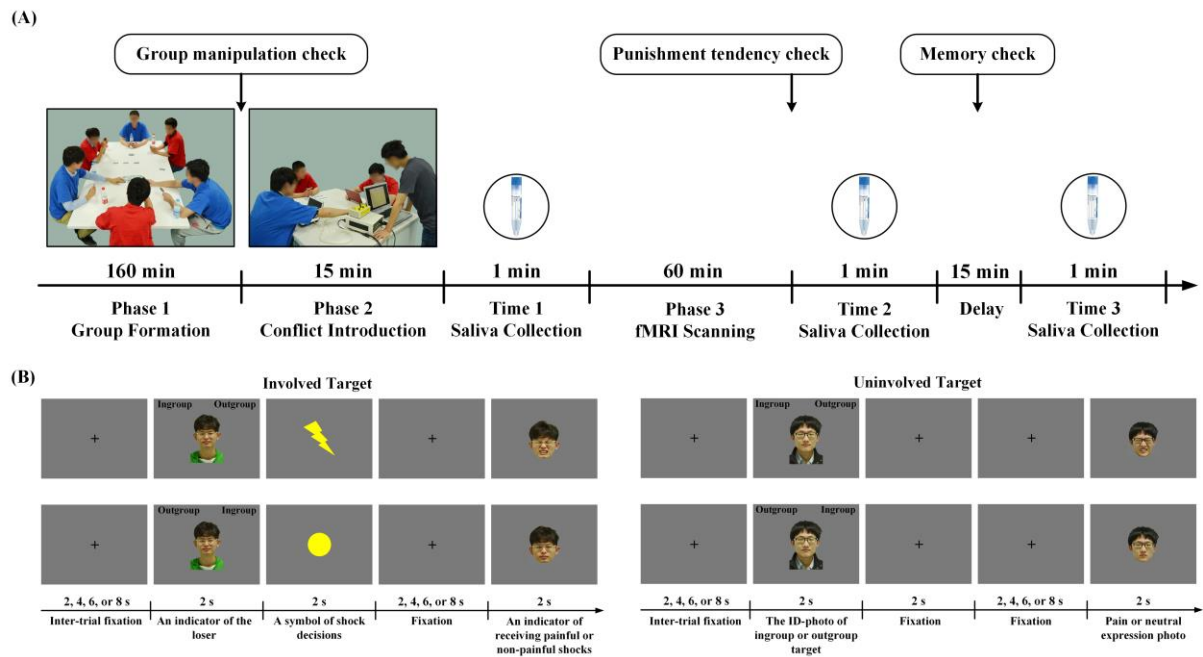 (A)
Group manipulation check
Punishment tendency check
Memory check
160 min
15 min
1 min
60 min
1 min
15 min
1 min
Phase 1
Group Formation
Phase 2
Conflict Introduction
Time 1
Saliva Collection
Phase 3
fMRI Scanning
Time 2
Saliva Collection
Delay
Time 3
Saliva Collection
(B)
Involved Target
Ingroup Outgroup
Outgroup Ingroup
2, 4, 6, or 8 s
Inter-trial fixation
2 s
An indicator of the
loser
2 s
A symbol of shock
decisions
2, 4, 6, or 8 s
Fixation
2 s
An indicator of
receiving painful or
non-painful shocks
Uninvolved Target
Ingroup Outgroup
Outgroup Ingroup
2, 4, 6, or 8 s
Inter-trial fixation
2 s
The ID-photo of
ingroup or outgroup
target
2 s
Fixation
2, 4, 6, or 8 s
Fixation
2 s
Pain or neutral
expression photo